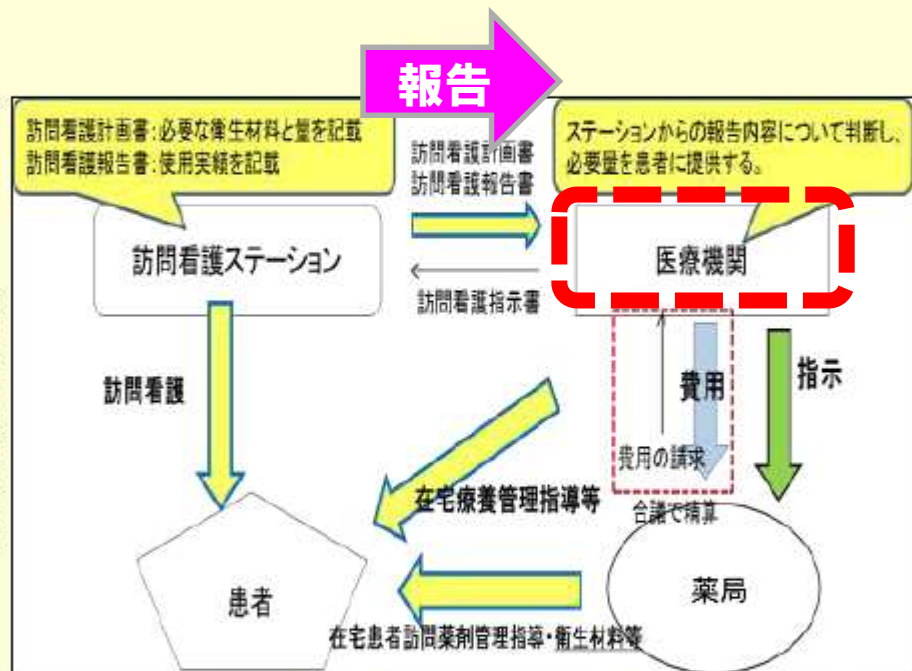 報告
訪問看護計画書:必要な衛生材料と量を記載
訪問看護報告書:使用実績を記載
ステーションからの報告内容について判断し、
必要量を患者に提供する。
訪問看護計画書
訪問看護報告書
訪問看護ステーション
医療機関
訪問看護指示書
訪問看護
費用
指示
費用の請求
在宅療養管理指導等
合議で精算
患者
薬局
在宅患者訪問薬剤管理指導・衛生材料等